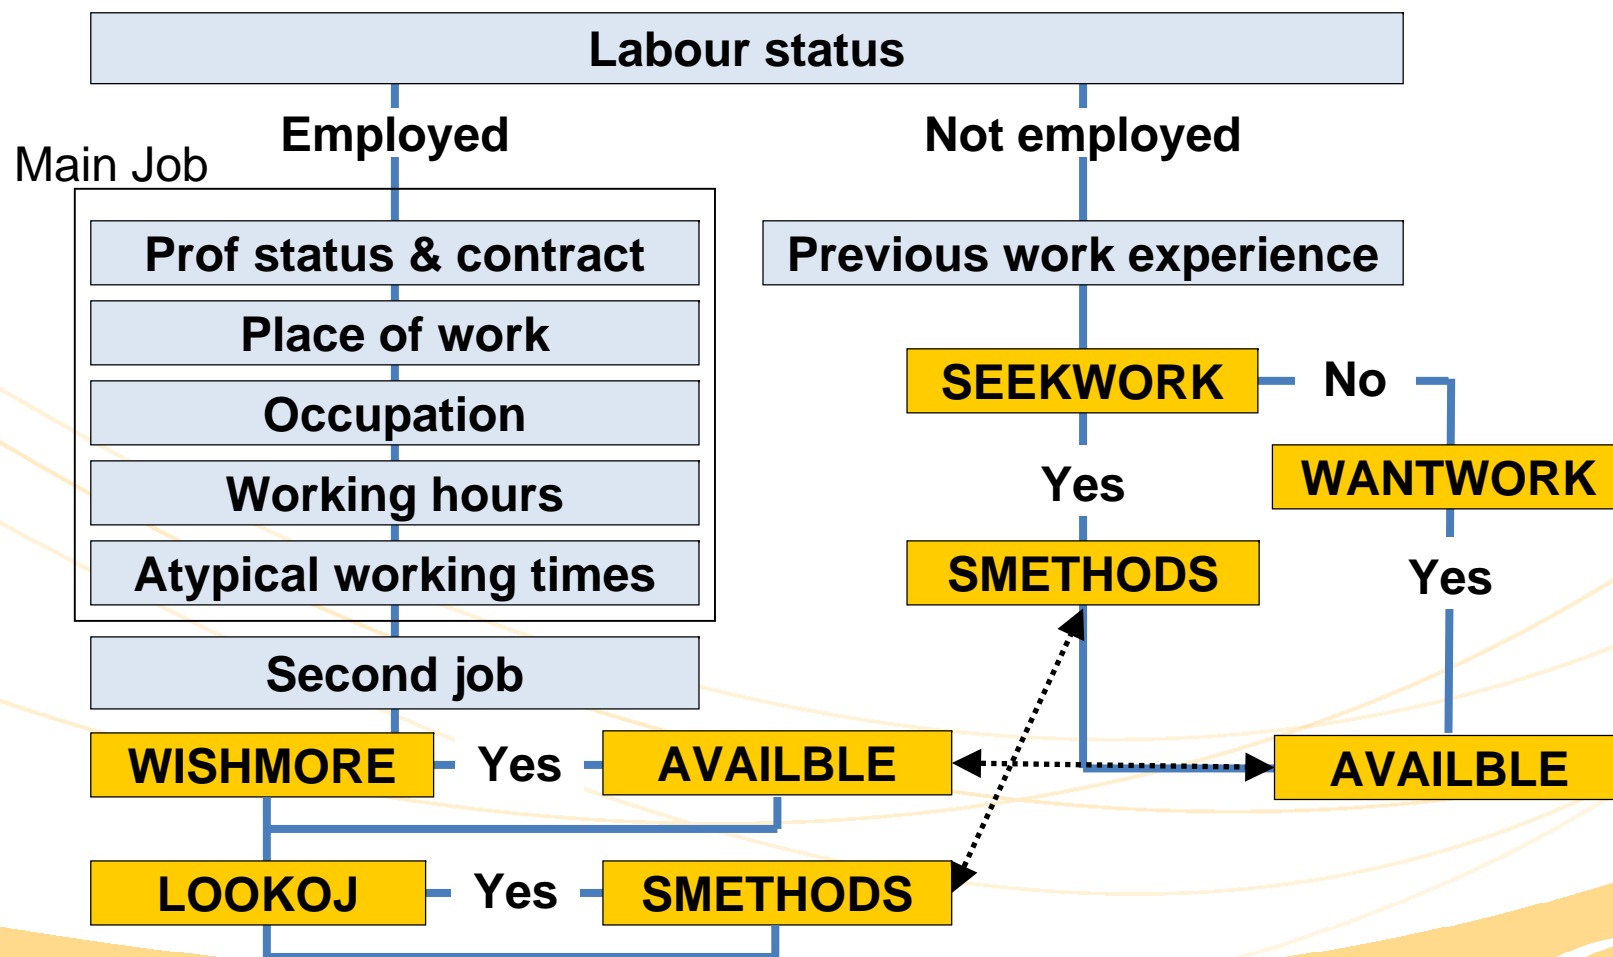 Labour status
Employed
Not employed
Main Job
Prof status & contract
Previous work experience
Place of work
SEEKWORK
No
Occupation
Working hours
Yes
WANTWORK
Atypical working times
SMETHODS
Yes
Second job
WISHMORE
Yes
AVAILBLE
AVAILBLE
LOOKOJ
Yes
SMETHODS